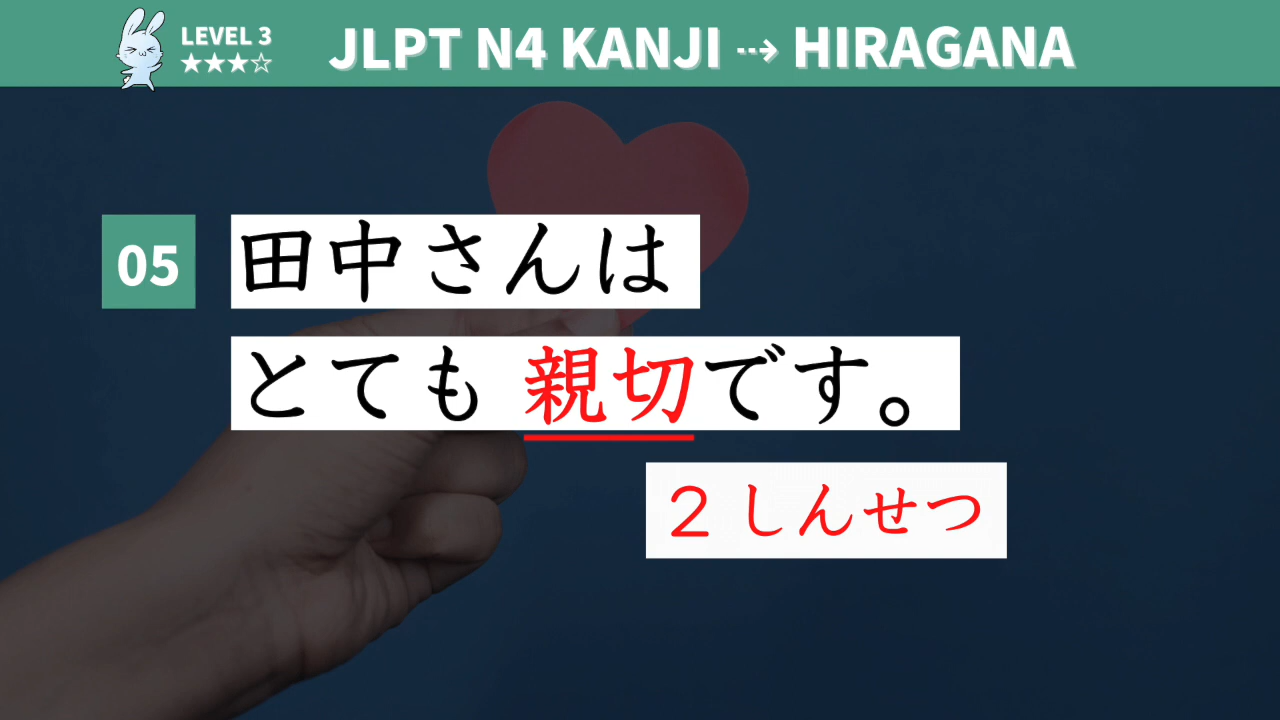 LEVEL 3
★★★☆
JLPT N4 KANJI ⇢ HIRAGANA
05
田中さんは
とても 親切です。
2 しんせつ